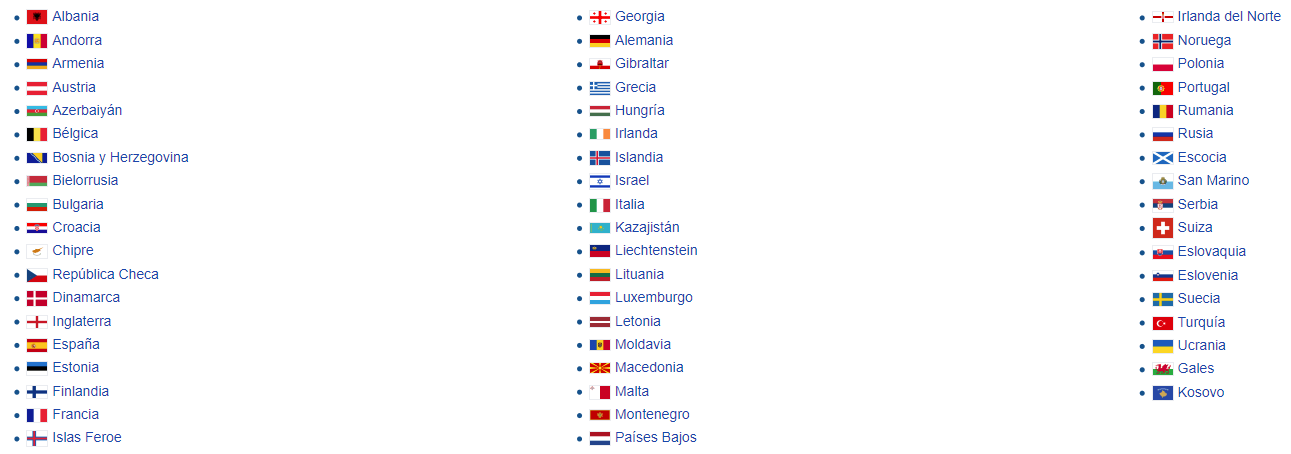 Albania
Andorra
Armenia
Austria
Azerbaiyán
Bélgica
Bosnia y Herzegovina
Bielorrusia
Bulgaria
Croacia
Chipre
República Checa
Dinamarca
Inglaterra
España
Estonia
Finlandia
Francia
Islas Feroe
Georgia
Alemania
Gibraltar
Grecia
Hungría
Irlanda
Islandia
Israel
Italia
Kazajistán
Liechtenstein
Lituania
Luxemburgo
Letonia
Moldavia
Macedonia
Malta
Montenegro
Países Bajos
Irlanda del Norte
Noruega
Polonia
Portugal
Rumania
Rusia
Escocia
San Marino
Serbia
Suiza
Eslovaquia
Eslovenia
Suecia
Turquía
Ucrania
Gales
Kosovo